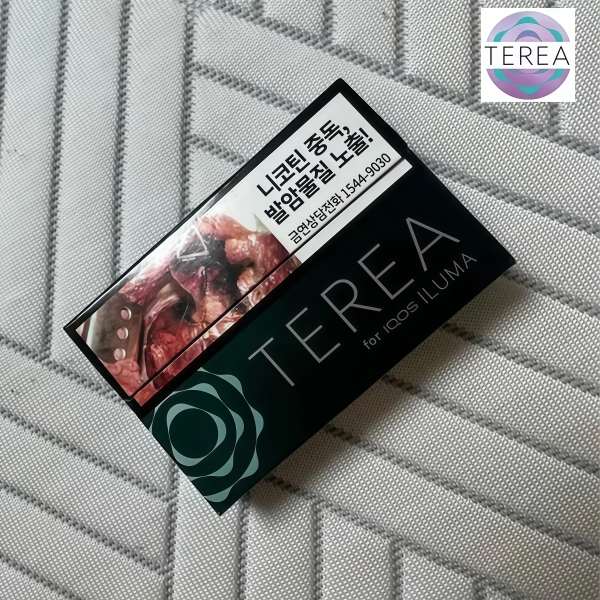 TEREA
니코틴 중독,
발암물질 노출!
금연상담전화 1544-9030
TEREA
for IQOS ILUMA